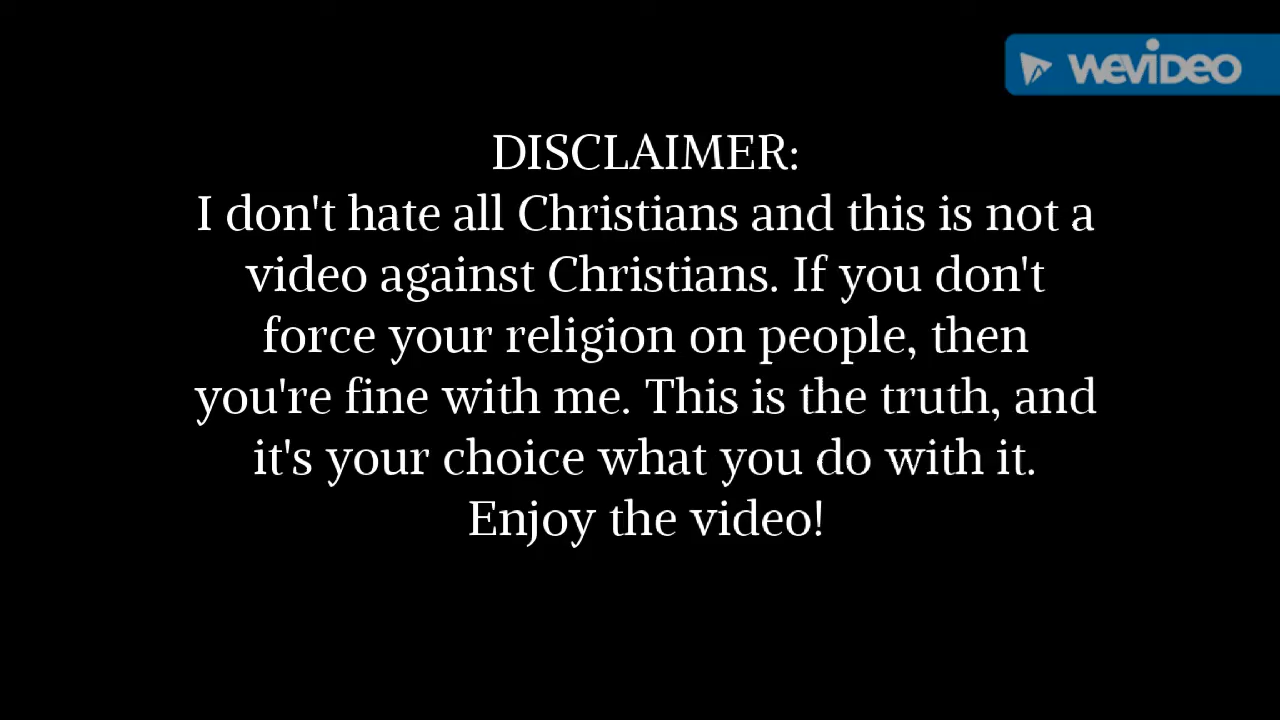 WEVIDEO
DISCLAIMER:
I don't hate all Christians and this is not a
video against Christians. If you don't
force your religion on people, then
you're fine with me. This is the truth, and
it's your choice what you do with it.
Enjoy the video!